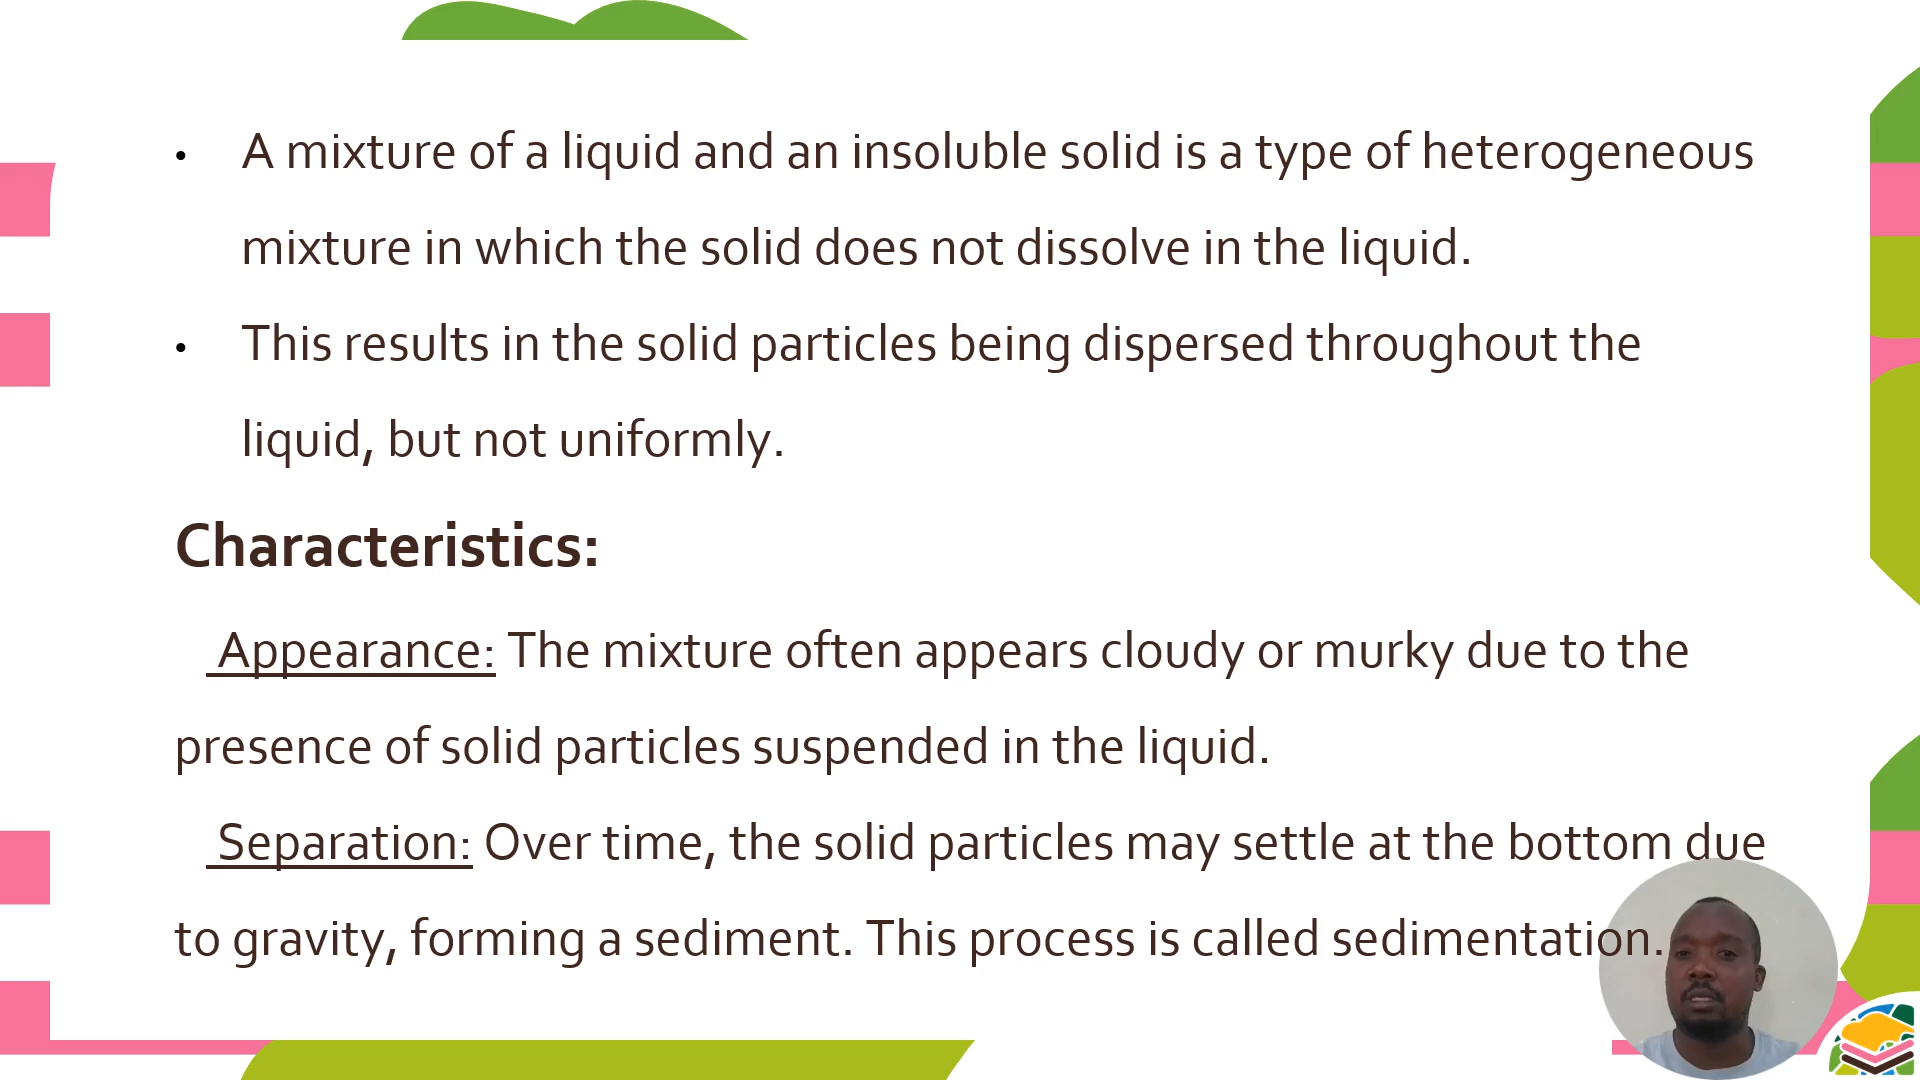 • A mixture of a liquid and an insoluble solid is a type of heterogeneous
mixture in which the solid does not dissolve in the liquid.
• This results in the solid particles being dispersed throughout the
liquid, but not uniformly.
Characteristics:
Appearance: The mixture often appears cloudy or murky due to the
presence of solid particles suspended in the liquid.
Separation: Over time, the solid particles may settle at the bottom due
to gravity, forming a sediment. This process is called sedimentation.